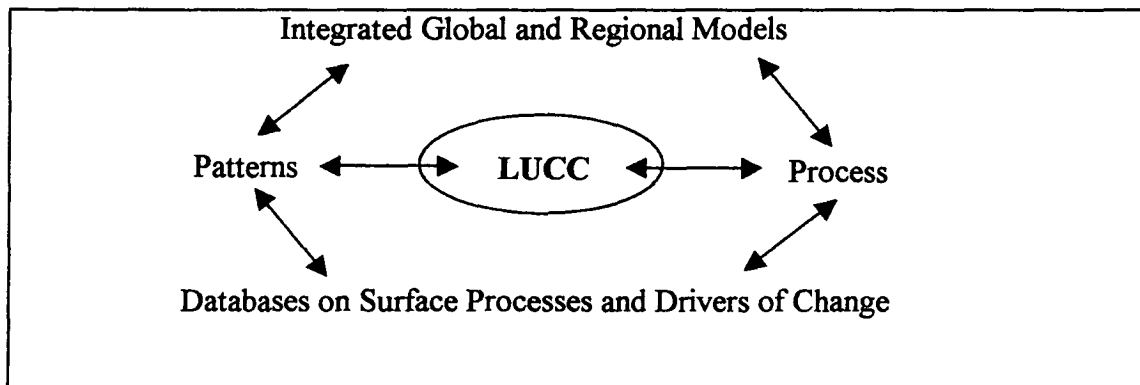 Integrated Global and Regional Models
Patterns
LUCC
Process
Databases on Surface Processes and Drivers of Change